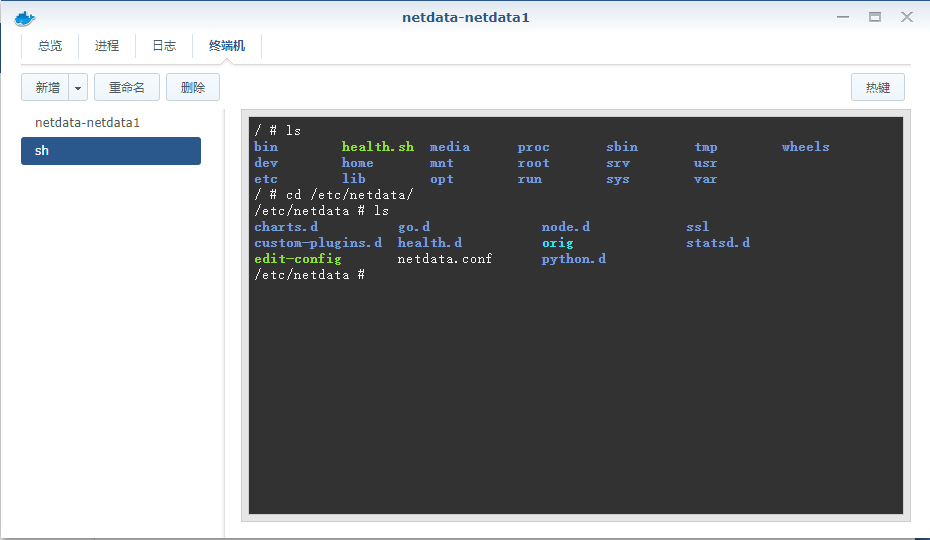 netdata-netdata1
总览 进程 日志 终端机
新增 重命名 删除 热键
netdata-netdata1
sh
/ # ls
bin health.sh media proc sbin tmp wheels
dev home mnt root srv usr
etc lib opt run sys var
/ # cd /etc/netdata/
/etc/netdata # ls
charts.d go.d node.d ssl
custom-plugins.d health.d orig statsd.d
edit-config netdata.conf python.d
/etc/netdata #